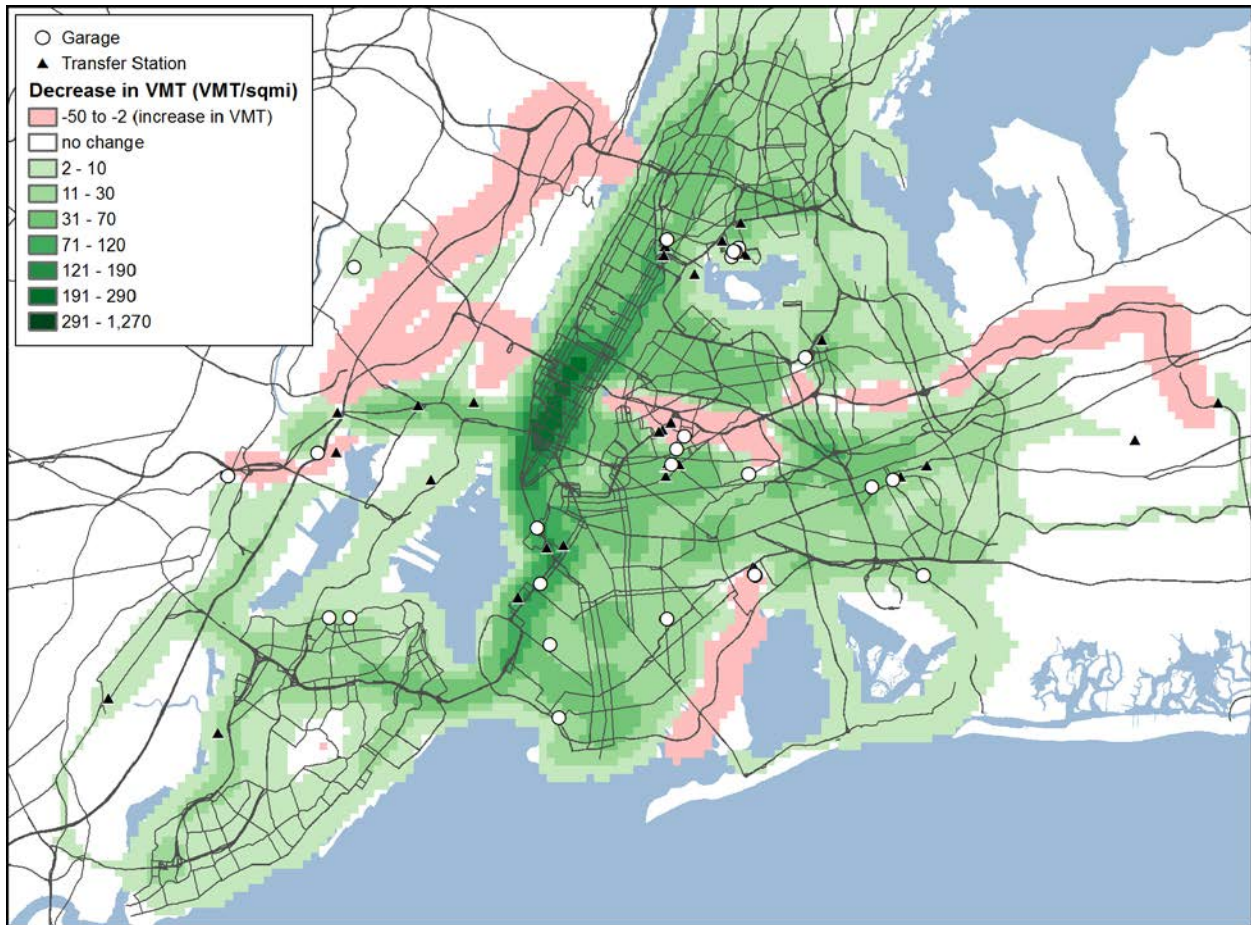 Garage
Transfer Station
Decrease in VMT (VMT/sqmi)
-50 to -2 (increase in VMT)
no change
2 - 10
11 - 30
31 - 70
71 - 120
121 - 190
191 - 290
291 - 1,270